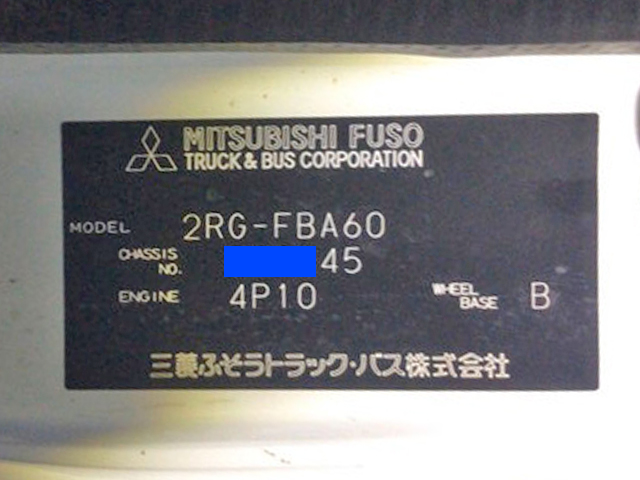 MITSUBISHI FUSO
TRUCK & BUS CORPORATION
MODEL 2RG-FBA60
CHASSIS NO. 45
ENGINE 4P10 WHEEL BASE B
三菱ふそうトラック・バス株式会社